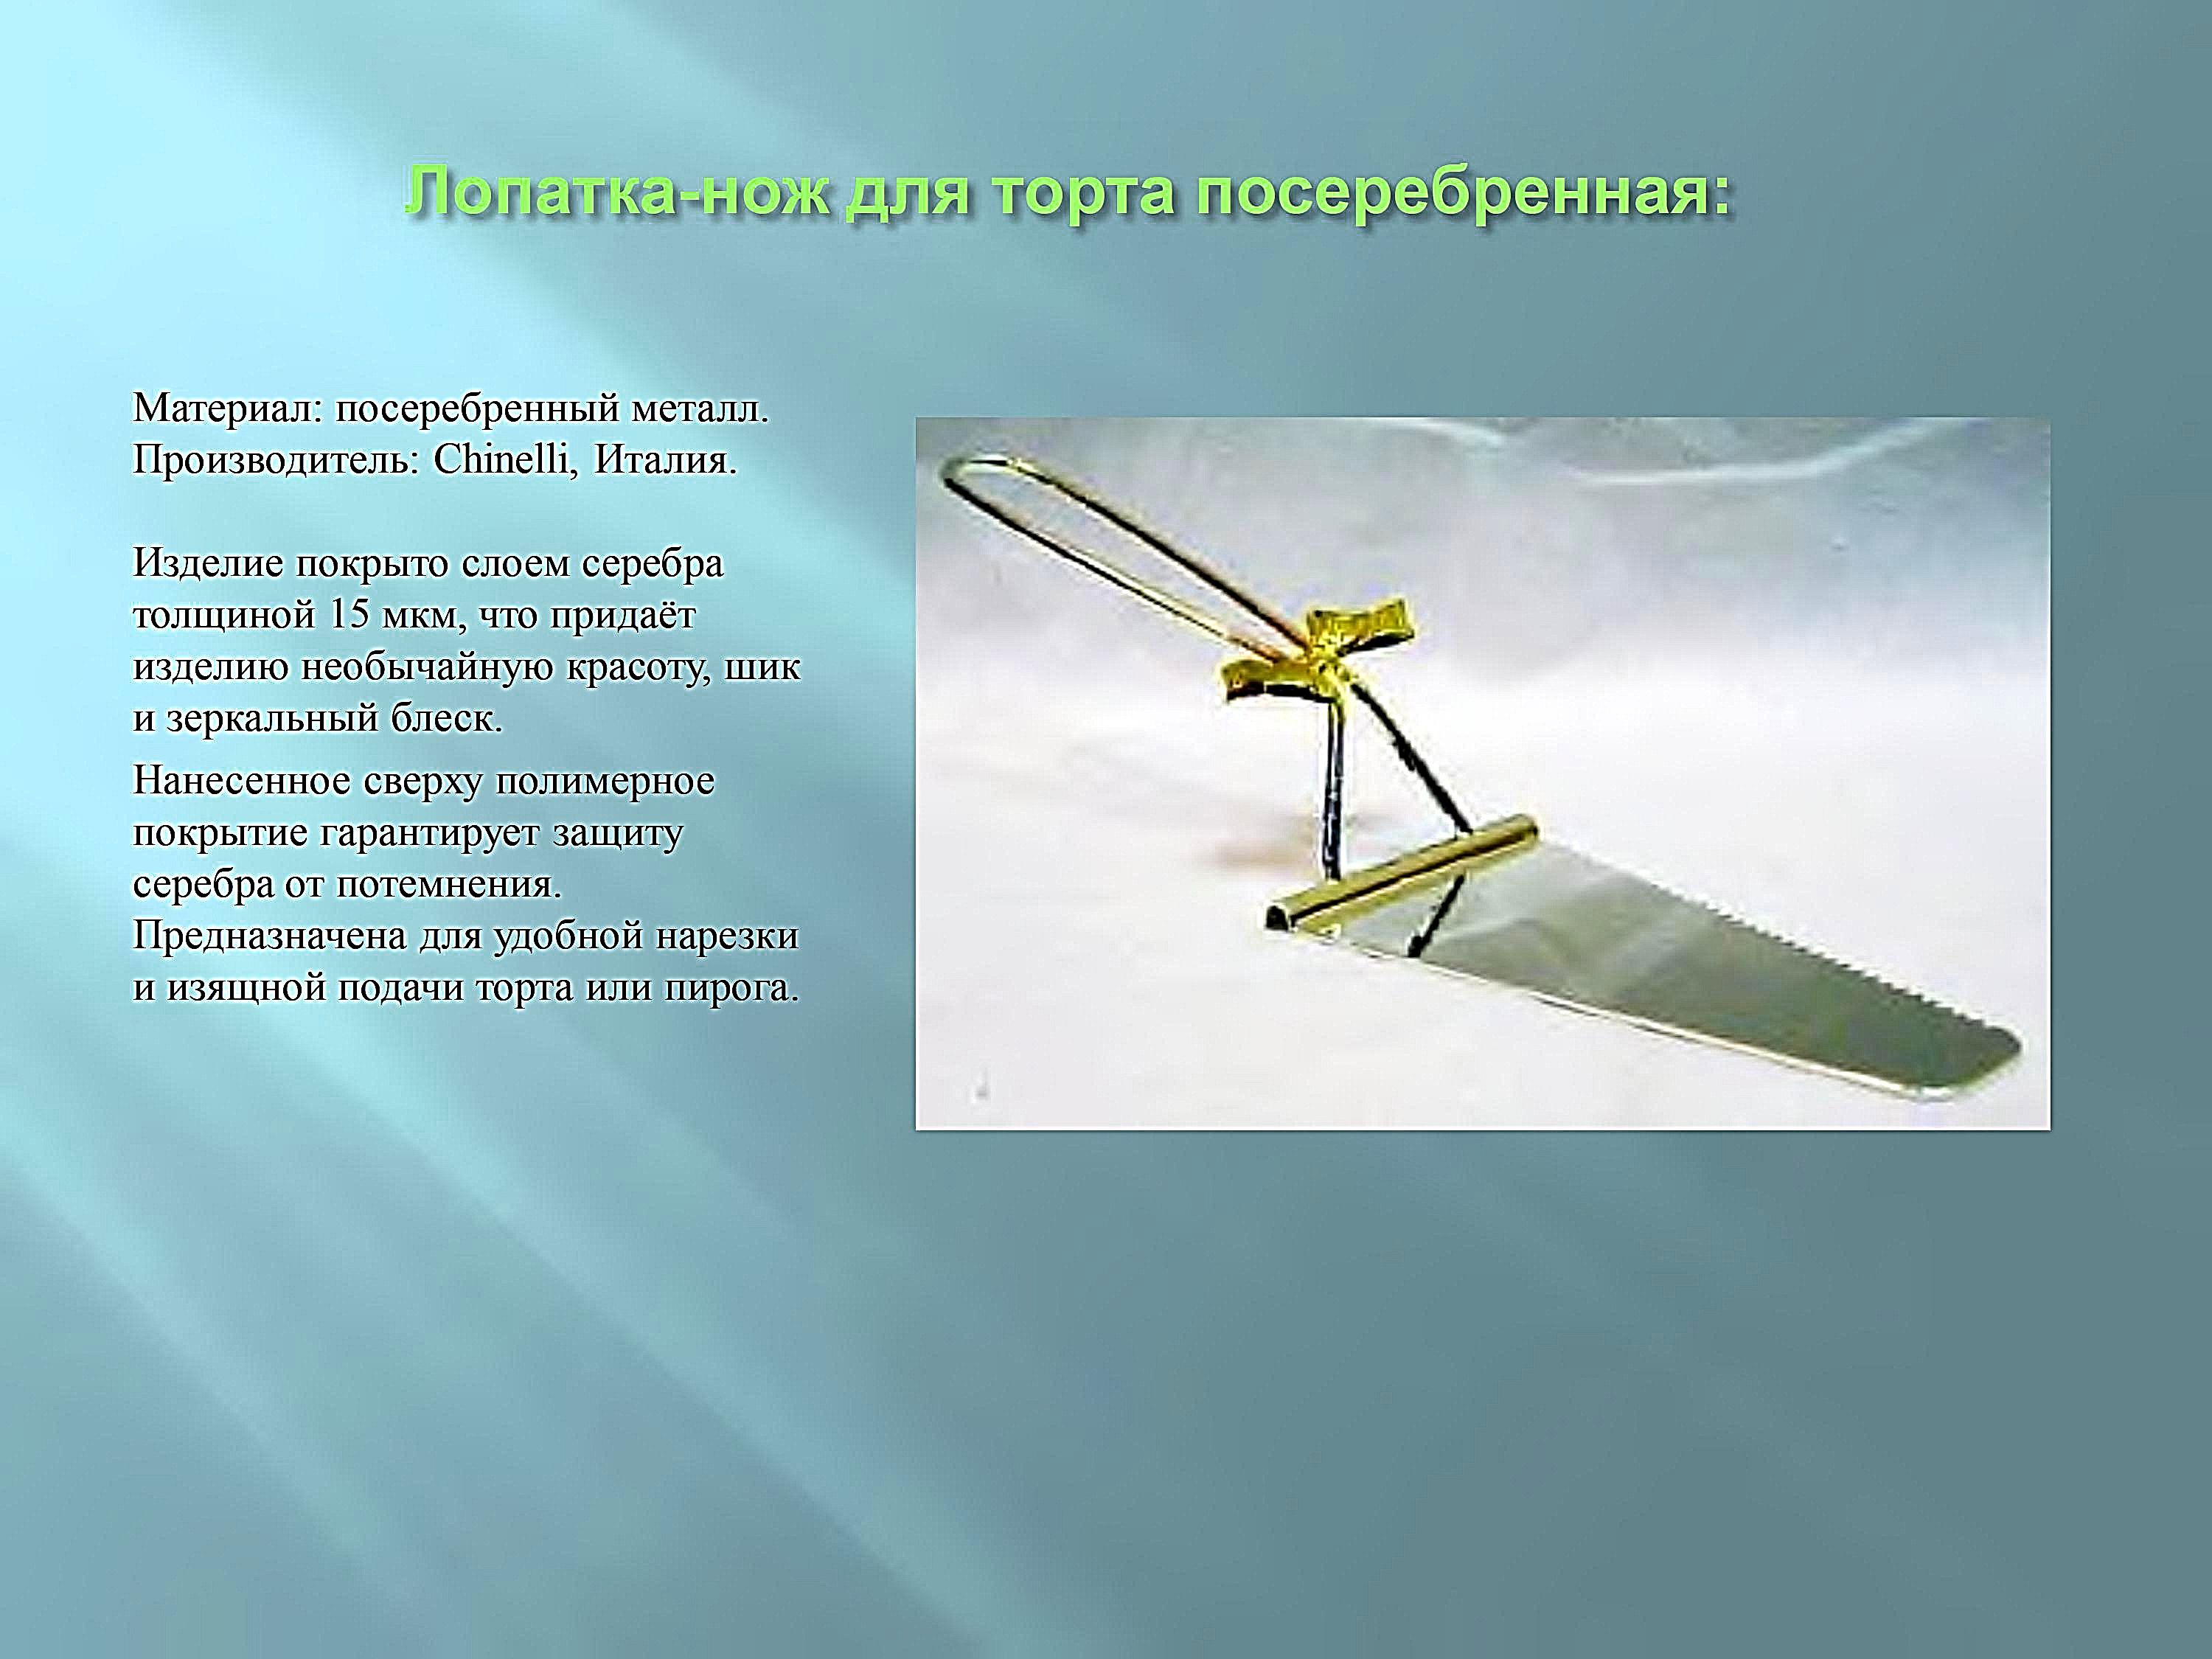 Лопатка-нож для торта посеребренная:
Материал: посеребренный металл.
Производитель: Chinelli, Италия.
Изделие покрыто слоем серебра
толщиной 15 мкм, что придаёт
изделию необычайную красоту, шик
и зеркальный блеск.
Нанесенное сверху полимерное
покрытие гарантирует защиту
серебра от потемнения.
Предназначена для удобной нарезки
и изящной подачи торта или пирога.